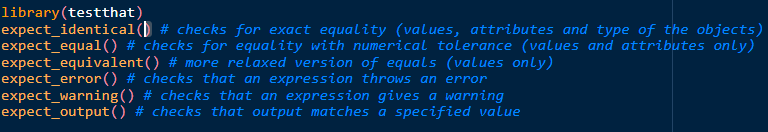 library(testthat)
expect_identical() # checks for exact equality (values, attributes and type of the objects)
expect_equal() # checks for equality with numerical tolerance (values and attributes only)
expect_equivalent() # more relaxed version of equals (values only)
expect_error() # checks that an expression throws an error
expect_warning() # checks that an expression gives a warning
expect_output() # checks that output matches a specified value